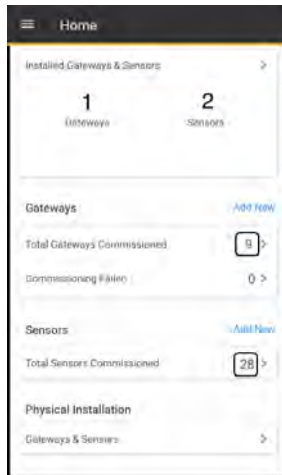 Home
Installed Gateways & Sensors >
1 2
Gateways Sensors
Gateways Add New
Total Gateways Commissioned 9 >
Commissioning Failed 0 >
Sensors Add New
Total Sensors Commissioned 28 >
Physical Installation
Gateways & Sensors >